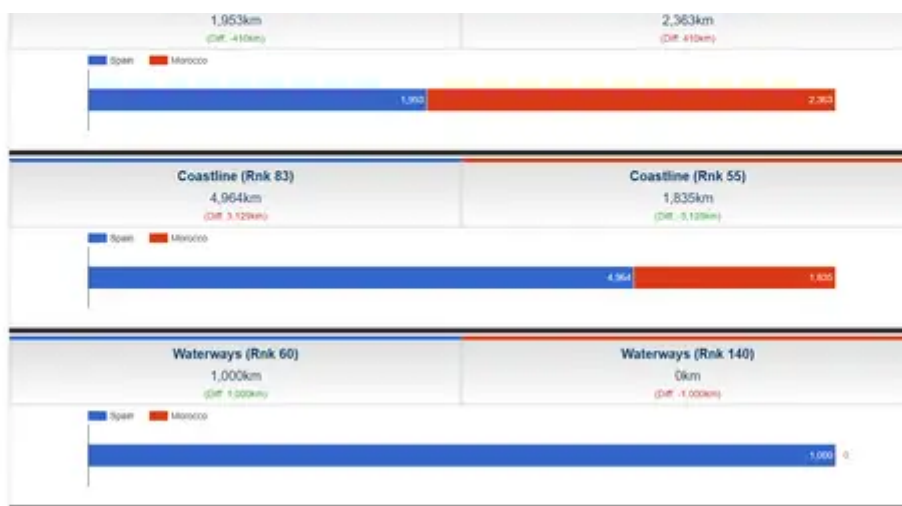 1,953km 2,363km
(Diff. -410km) (Diff. 410km)
Spain Morocco
1,953 2,363
Coastline (Rnk 83) Coastline (Rnk 55)
4,964km 1,835km
(Diff. 3,129km) (Diff. -3,129km)
Spain Morocco
4,964 1,835
Waterways (Rnk 60) Waterways (Rnk 140)
1,000km 0km
(Diff. 1,000km) (Diff. -1,000km)
Spain Morocco
1,000 0